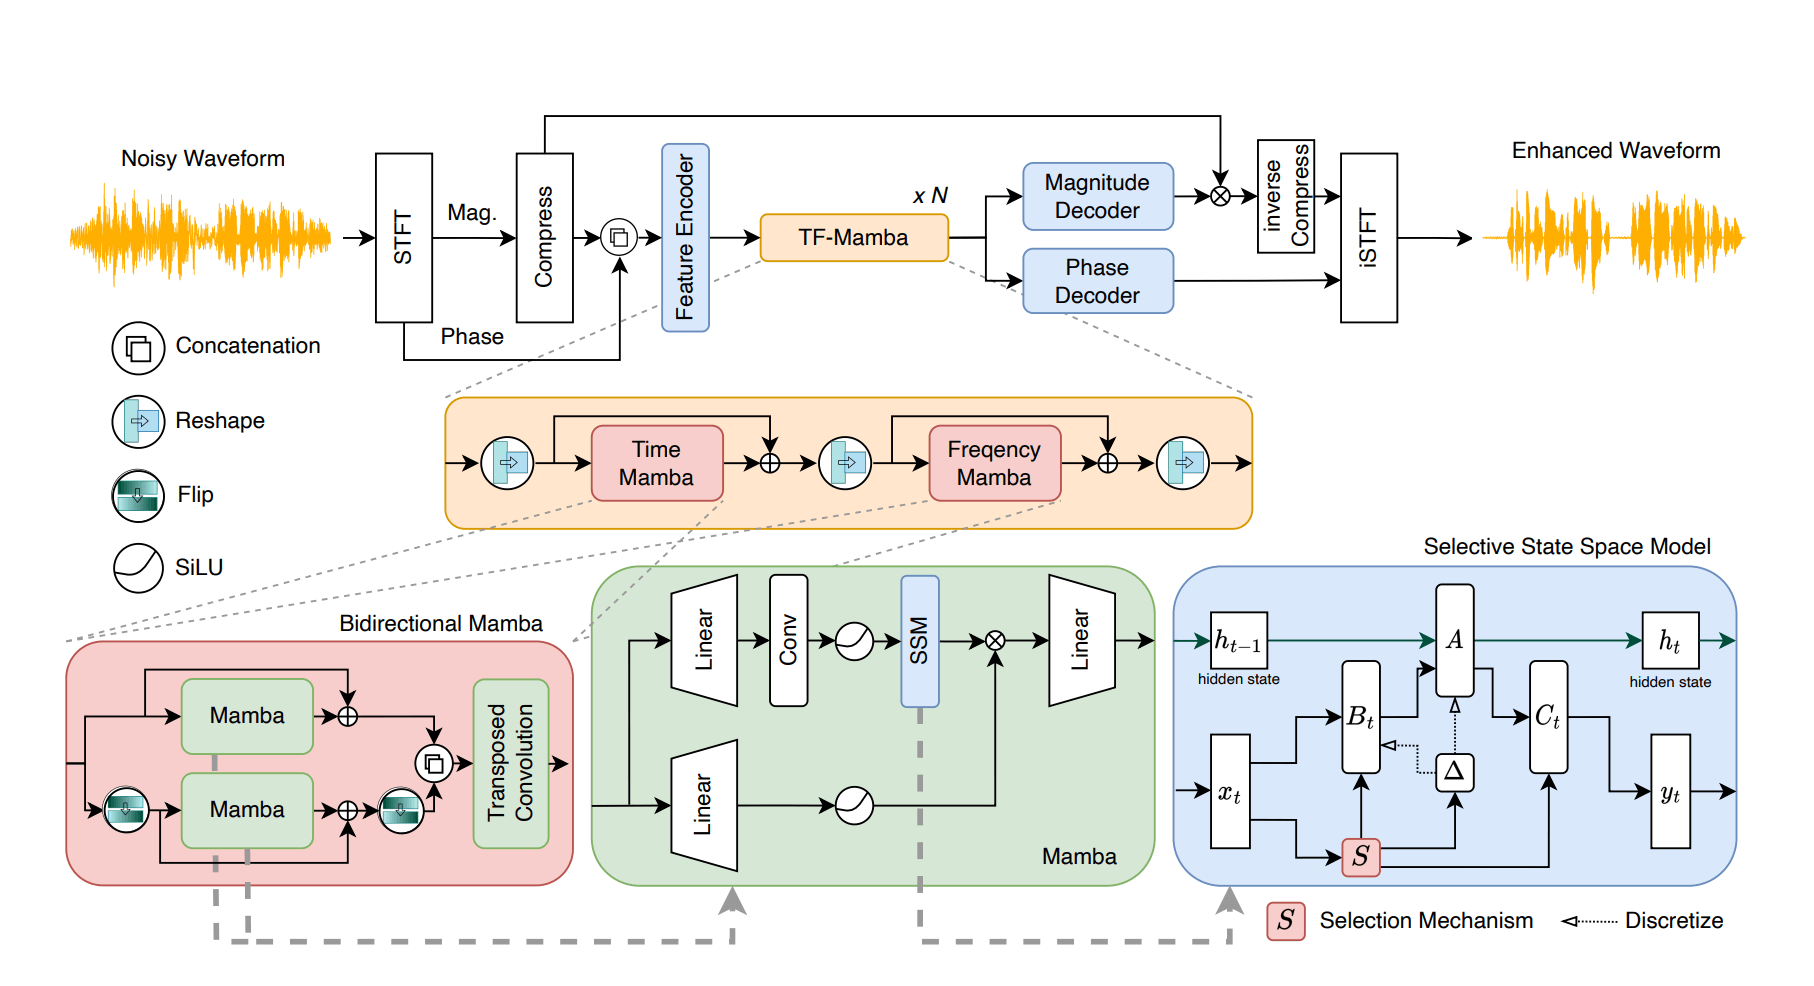 Noisy Waveform
STFT
Mag.
Phase
Compress
Feature Encoder
TF-Mamba
x N
Magnitude
Decoder
Phase
Decoder
inverse
Compress
iSTFT
Enhanced Waveform
Concatenation
Reshape
Flip
SiLU
Time
Mamba
Freqency
Mamba
Bidirectional Mamba
Mamba
Mamba
Transposed
Convolution
Linear
Conv
SSM
Linear
Linear
Mamba
Selective State Space Model
h_{t-1}
hidden state
A
h_t
hidden state
B_t
C_t
Δ
x_t
y_t
S
S Selection Mechanism
Discretize